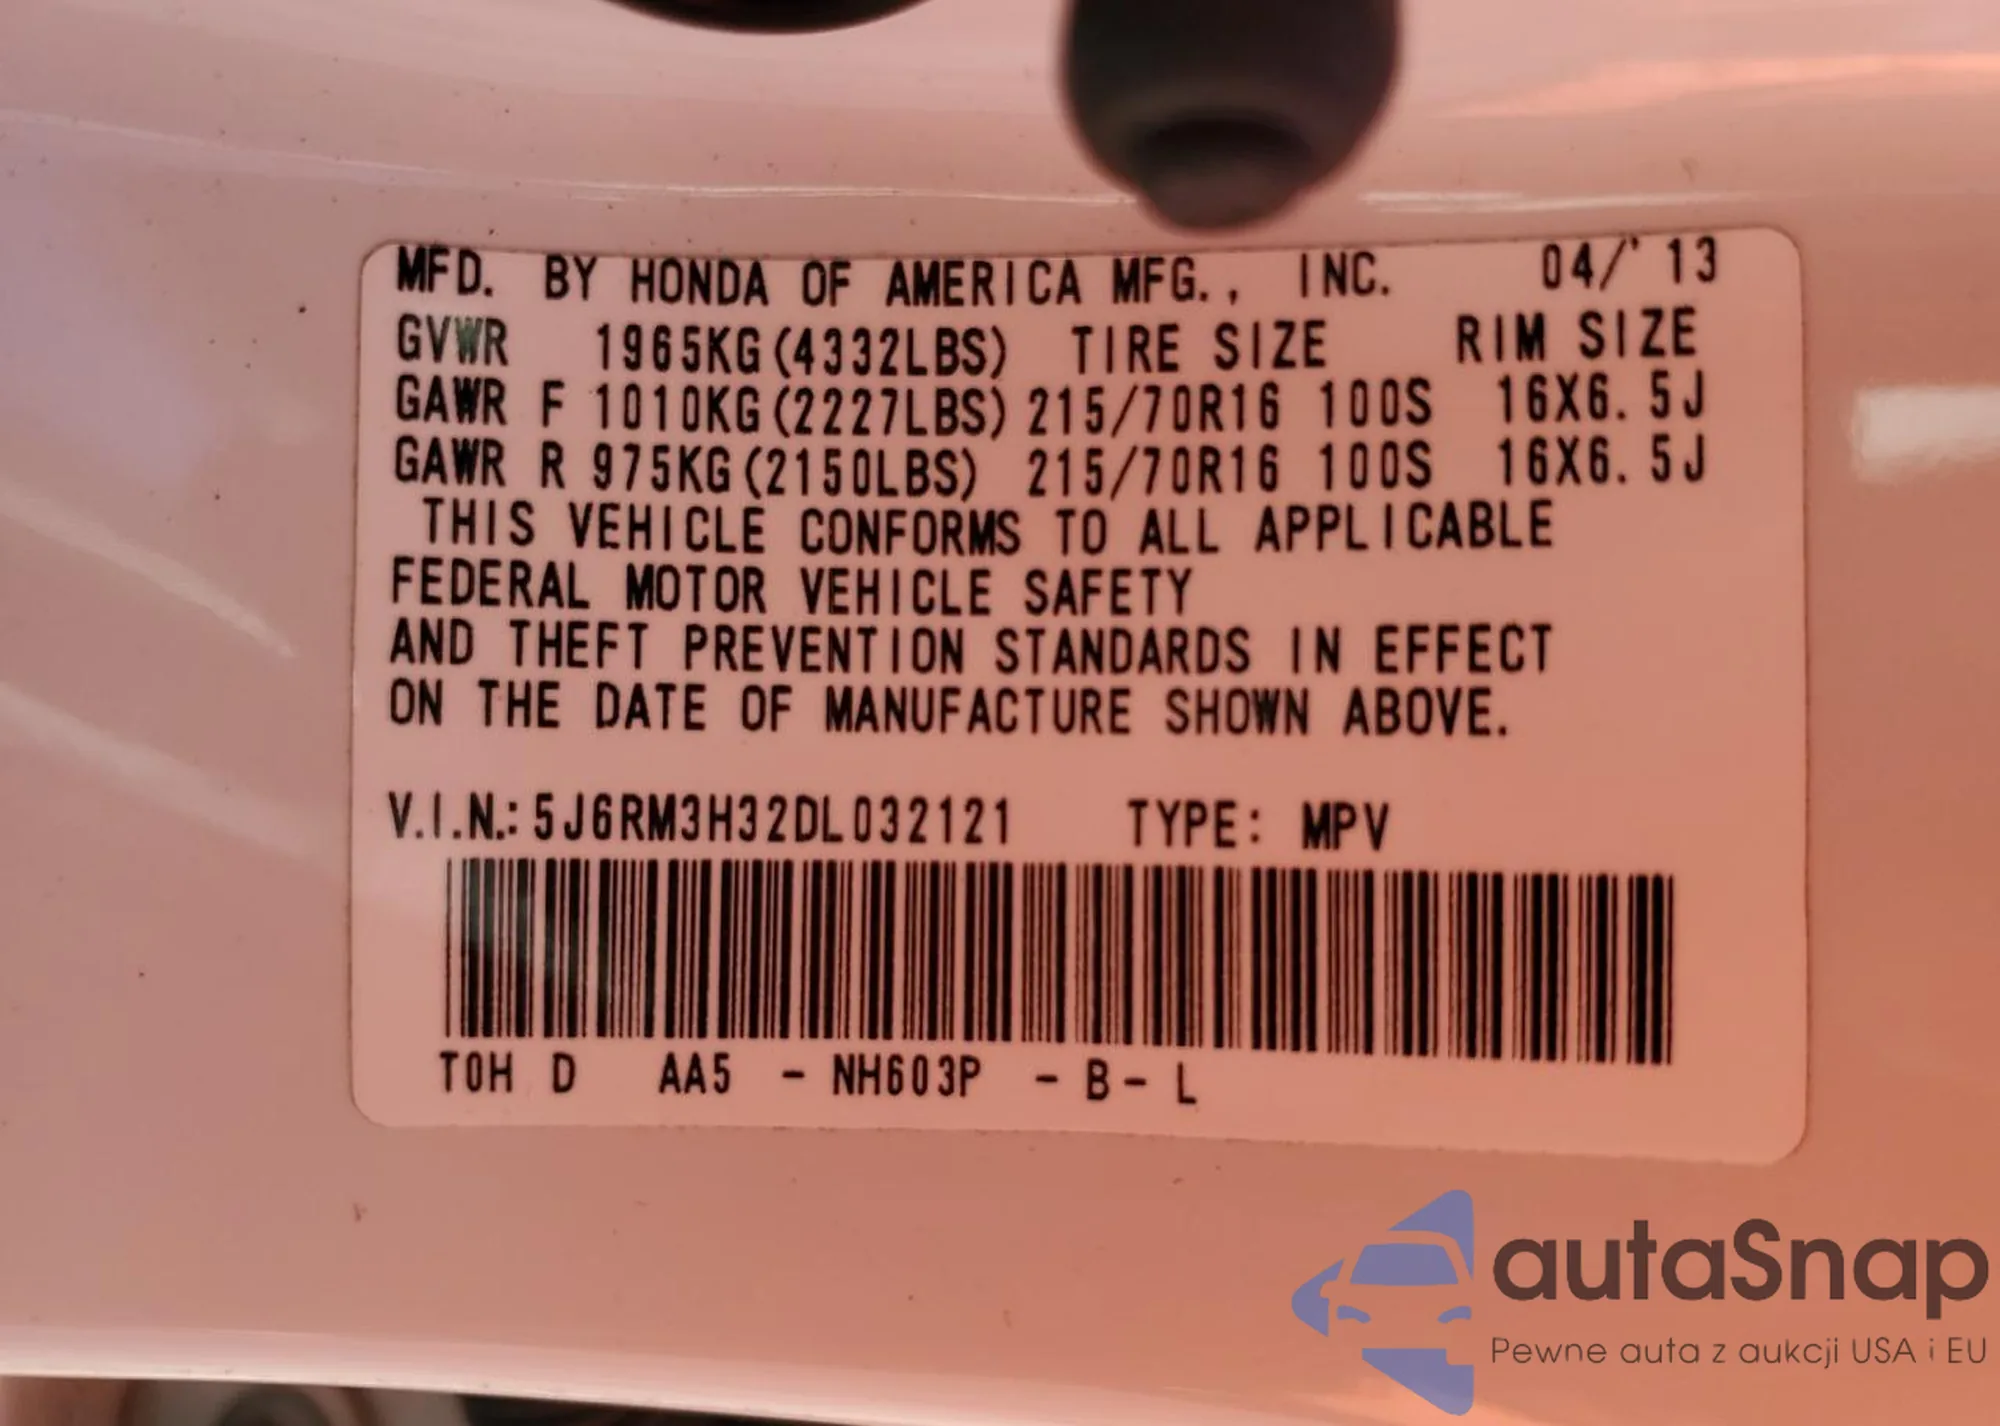 MFD. BY HONDA OF AMERICA MFG., INC. 04/'13
GVWR 1965KG(4332LBS) TIRE SIZE RIM SIZE
GAWR F 1010KG(2227LBS) 215/70R16 100S 16X6.5J
GAWR R 975KG(2150LBS) 215/70R16 100S 16X6.5J
THIS VEHICLE CONFORMS TO ALL APPLICABLE
FEDERAL MOTOR VEHICLE SAFETY
AND THEFT PREVENTION STANDARDS IN EFFECT
ON THE DATE OF MANUFACTURE SHOWN ABOVE.
V.I.N.: 5J6RM3H32DL032121 TYPE: MPV
T0H D AA5 - NH603P - B - L
autaSnap
Pewne auta z aukcji USA i EU